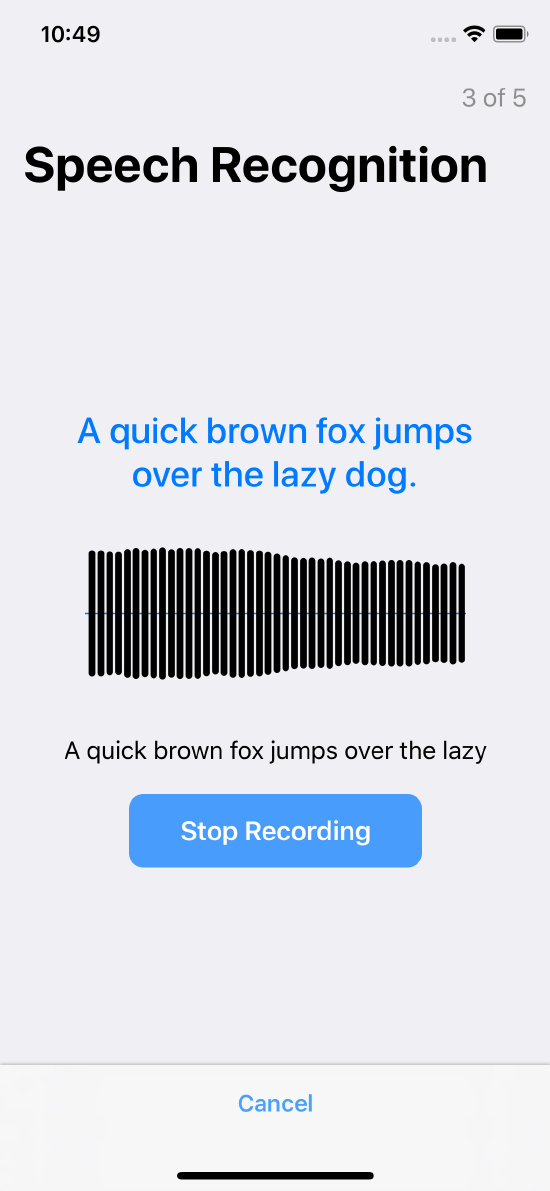 10:49
3 of 5
Speech Recognition
A quick brown fox jumps
over the lazy dog.
A quick brown fox jumps over the lazy
Stop Recording
Cancel